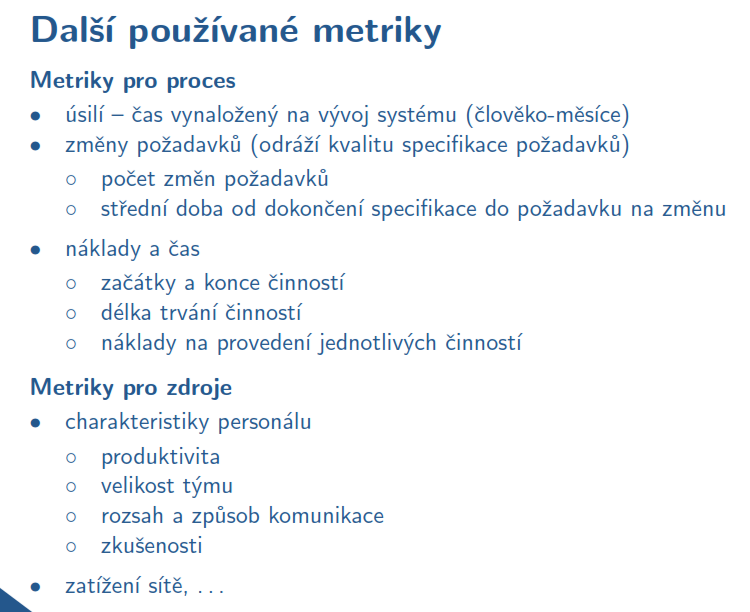 Další používané metriky
Metriky pro proces
• úsilí – čas vynaložený na vývoj systému (člověko-měsíce)
• změny požadavků (odráží kvalitu specifikace požadavků)
○ počet změn požadavků
○ střední doba od dokončení specifikace do požadavku na změnu
• náklady a čas
○ začátky a konce činností
○ délka trvání činností
○ náklady na provedení jednotlivých činností
Metriky pro zdroje
• charakteristiky personálu
○ produktivita
○ velikost týmu
○ rozsah a způsob komunikace
○ zkušenosti
• zatížení sítě, ...